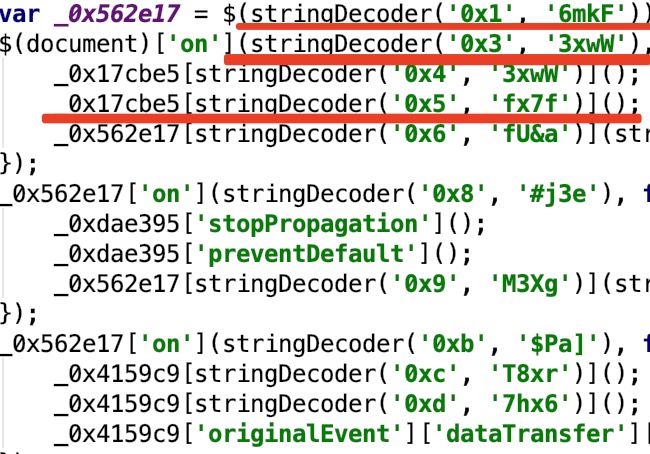 var _0x562e17 = $(stringDecoder('0x1', '6mkF'))
$(document)['on'](stringDecoder('0x3', '3xwW'),
_0x17cbe5[stringDecoder('0x4', '3xwW')]();
_0x17cbe5[stringDecoder('0x5', 'fx7f')]();
_0x562e17[stringDecoder('0x6', 'fU&a')](str
});
_0x562e17['on'](stringDecoder('0x8', '#j3e'), f
_0xdae395['stopPropagation']();
_0xdae395['preventDefault']();
_0x562e17[stringDecoder('0x9', 'M3Xg')](str
});
_0x562e17['on'](stringDecoder('0xb', '$Pa]'), f
_0x4159c9[stringDecoder('0xc', 'T8xr')]();
_0x4159c9[stringDecoder('0xd', '7hx6')]();
_0x4159c9['originalEvent']['dataTransfer'][